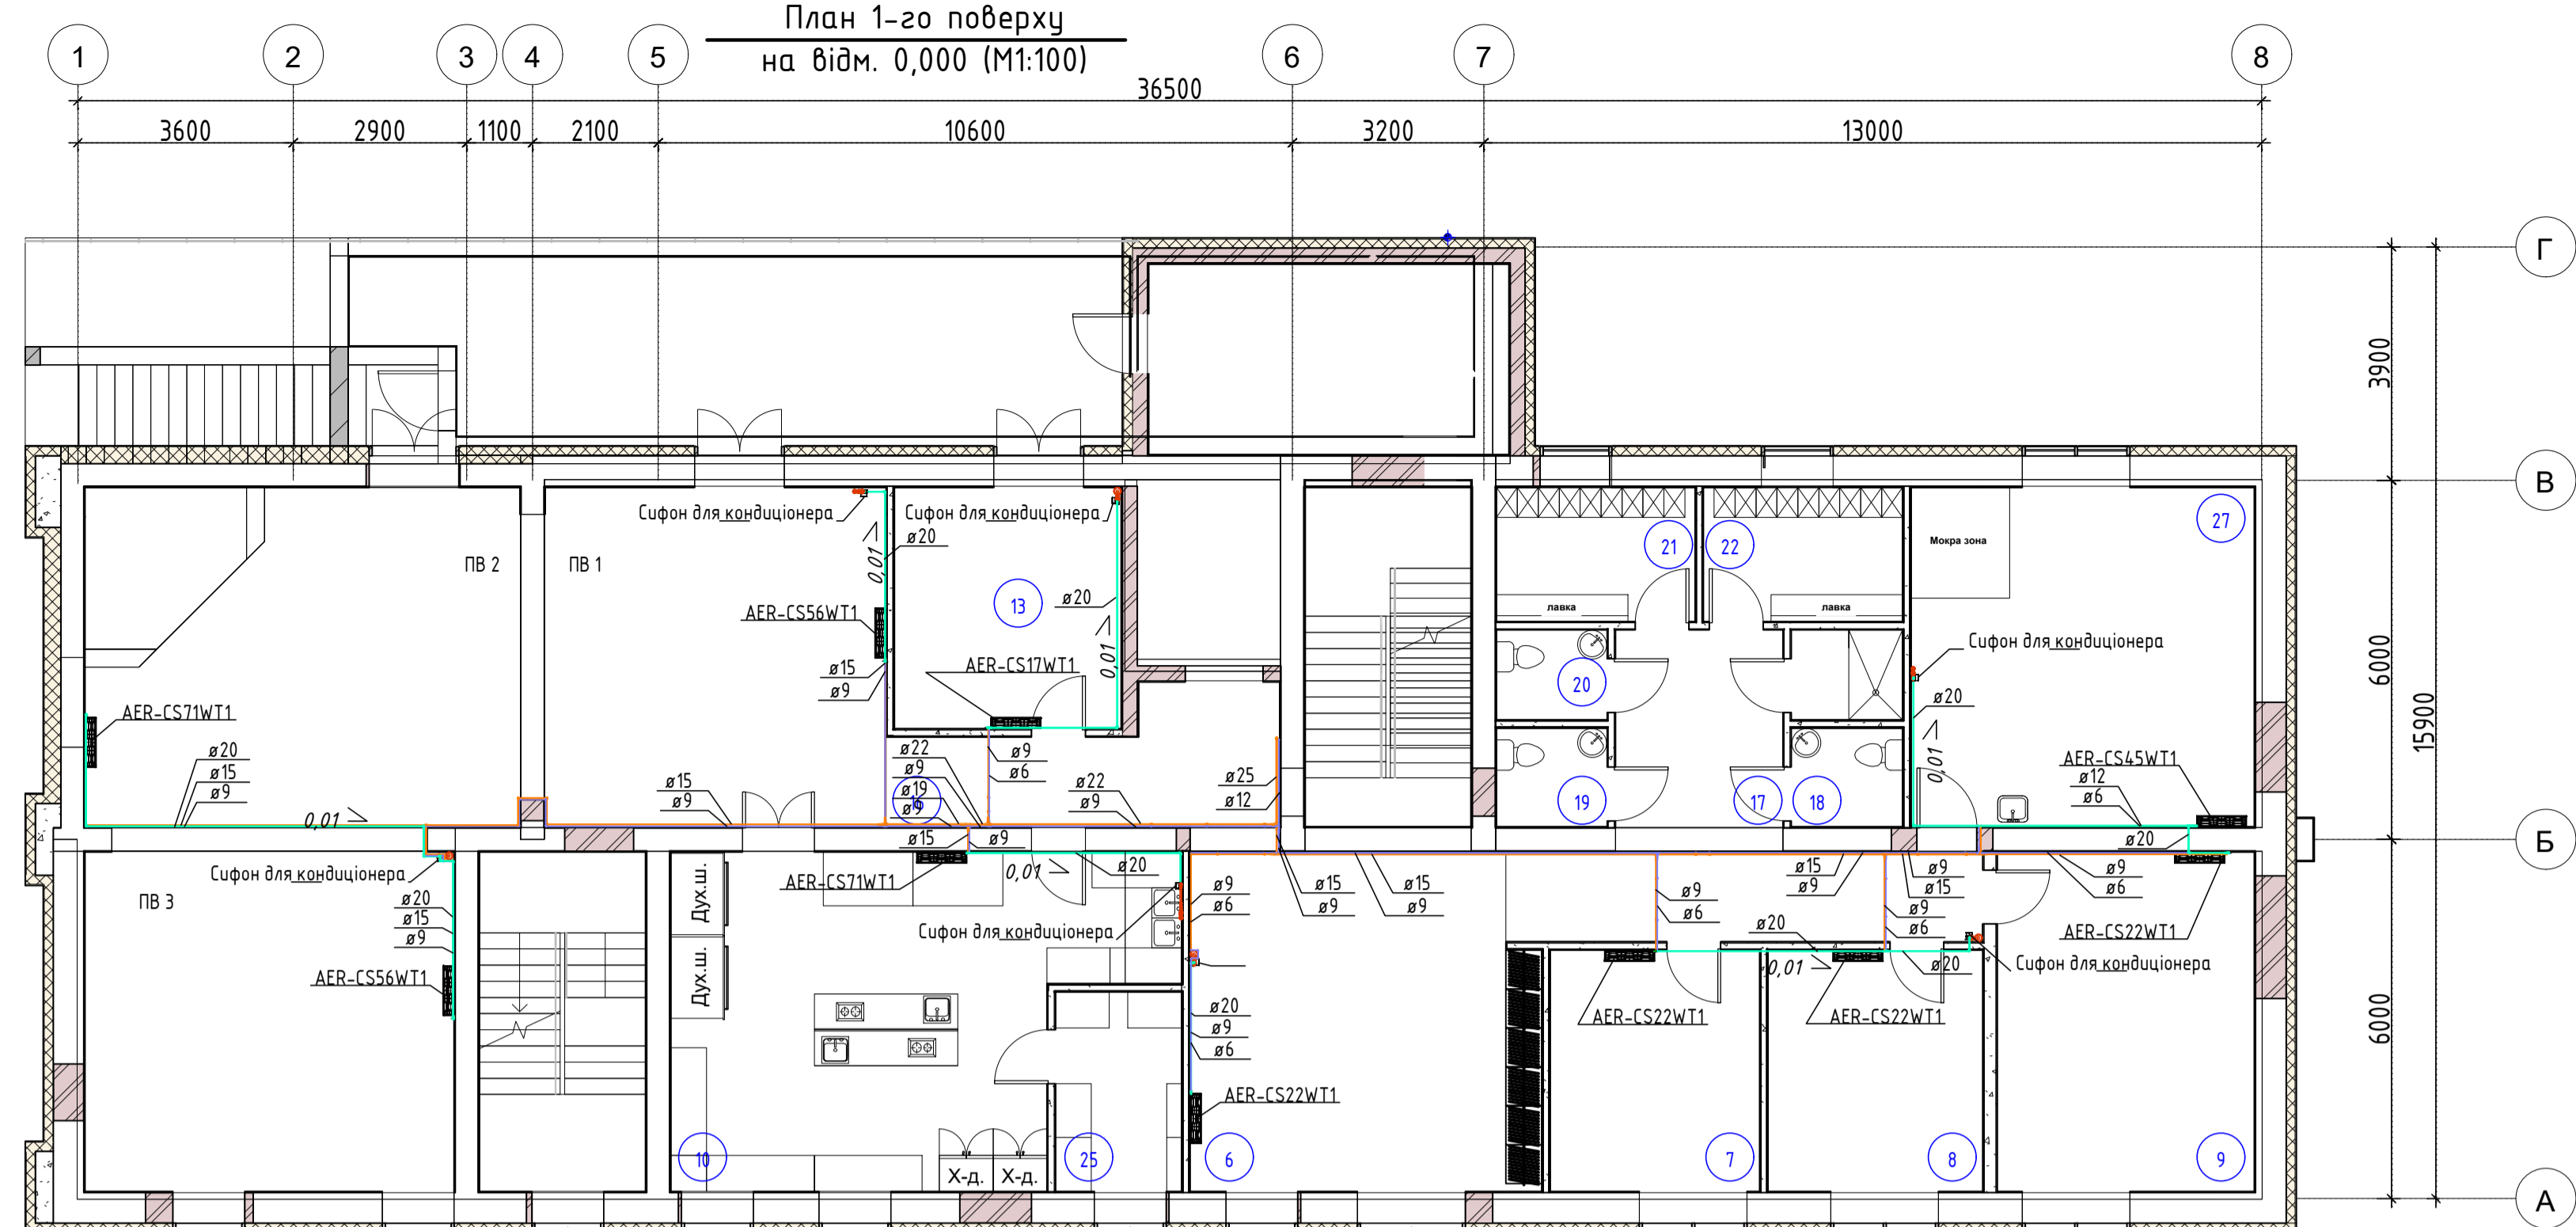 План 1-го поверху
на відм. 0,000 (М1:100)
1
2
3
4
5
6
7
8
36500
3600
2900
1100
2100
10600
3200
13000
Г
3900
В
Сифон для кондиціонера
Сифон для кондиціонера
ø20
0,01
ПВ 2
ПВ 1
21
22
Мокра зона
27
13
ø20
AER-CS56WT1
лавка
лавка
Сифон для кондиціонера
0,01
AER-CS17WT1
ø15
ø9
20
ø20
6000
15900
AER-CS71WT1
ø20
ø15
ø9
ø22
ø9
ø19
ø9
16
ø9
ø6
ø15
ø9
ø22
ø9
ø25
ø12
0,01
AER-CS45WT1
ø12
ø6
19
17
18
0,01
ø15
ø9
ø20
Б
Сифон для кондиціонера
AER-CS71WT1
0,01
ø20
ø15
ø9
ø15
ø9
ø15
ø9
ø9
ø15
ø9
ø6
ПВ 3
ø20
ø15
ø9
Дух.ш.
Дух.ш.
Сифон для кондиціонера
ø9
ø6
ø9
ø6
ø9
ø6
ø20
AER-CS22WT1
Сифон для кондиціонера
AER-CS56WT1
0,01
ø20
ø20
ø9
ø6
AER-CS22WT1
AER-CS22WT1
6000
AER-CS22WT1
10
25
6
7
8
9
Х-д.
Х-д.
А